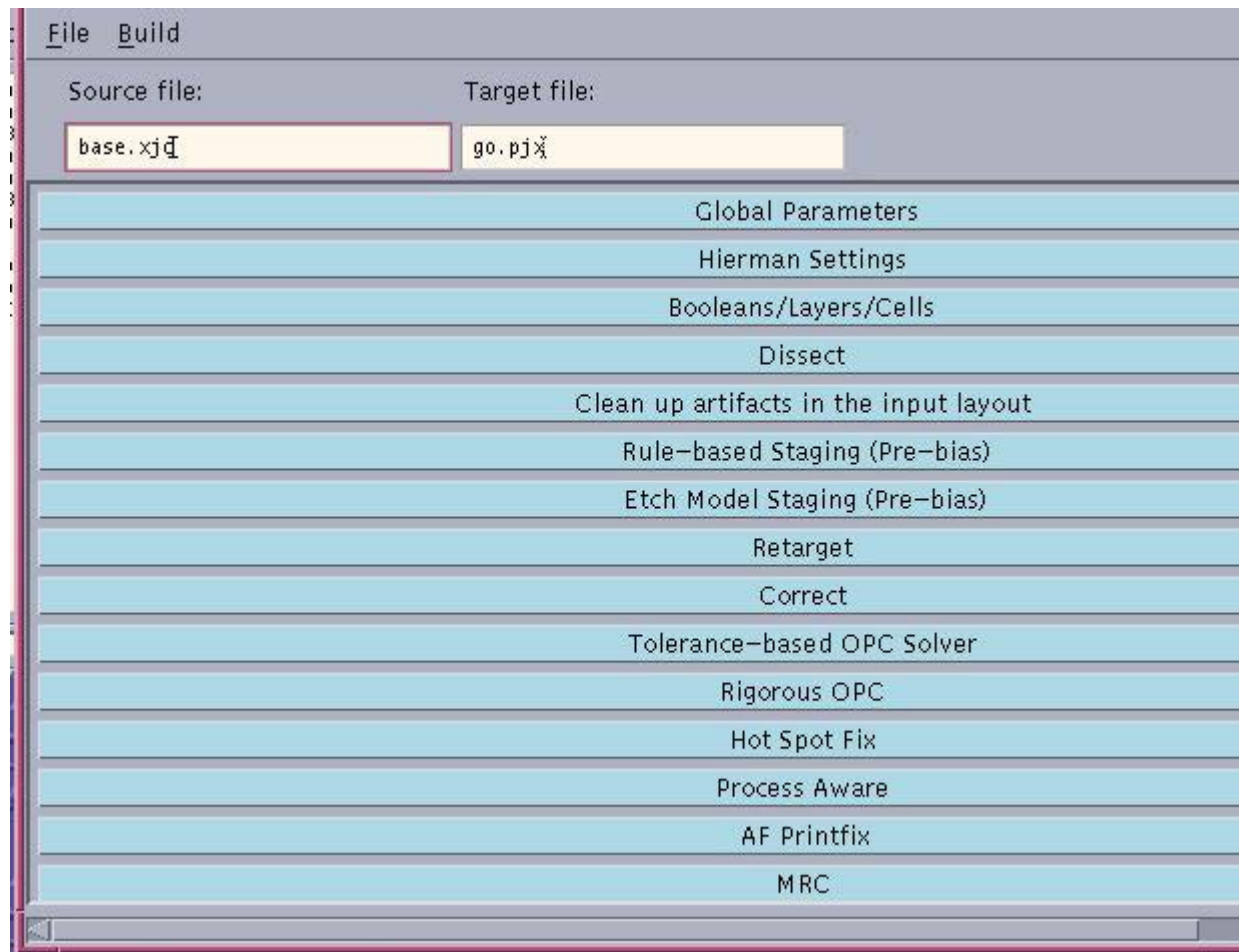 File Build
Source file: Target file:
base.xjd go.pjx
Global Parameters
Hierman Settings
Booleans/Layers/Cells
Dissect
Clean up artifacts in the input layout
Rule-based Staging (Pre-bias)
Etch Model Staging (Pre-bias)
Retarget
Correct
Tolerance-based OPC Solver
Rigorous OPC
Hot Spot Fix
Process Aware
AF Printfix
MRC